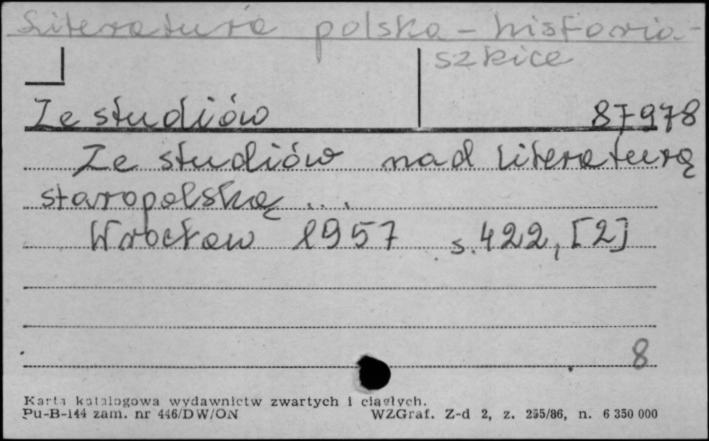 Literatura polska - historia -
szkice
Ze studiów 87978
Ze studiów nad literaturą
staropolską ...
Wrocław 1957 s. 422, [2]
8
Karta katalogowa wydawnictw zwartych i ciągłych.
Pu-B-144 zam. nr 446/DW/ON WZGraf. Z-d 2, z. 255/86, n. 6 350 000